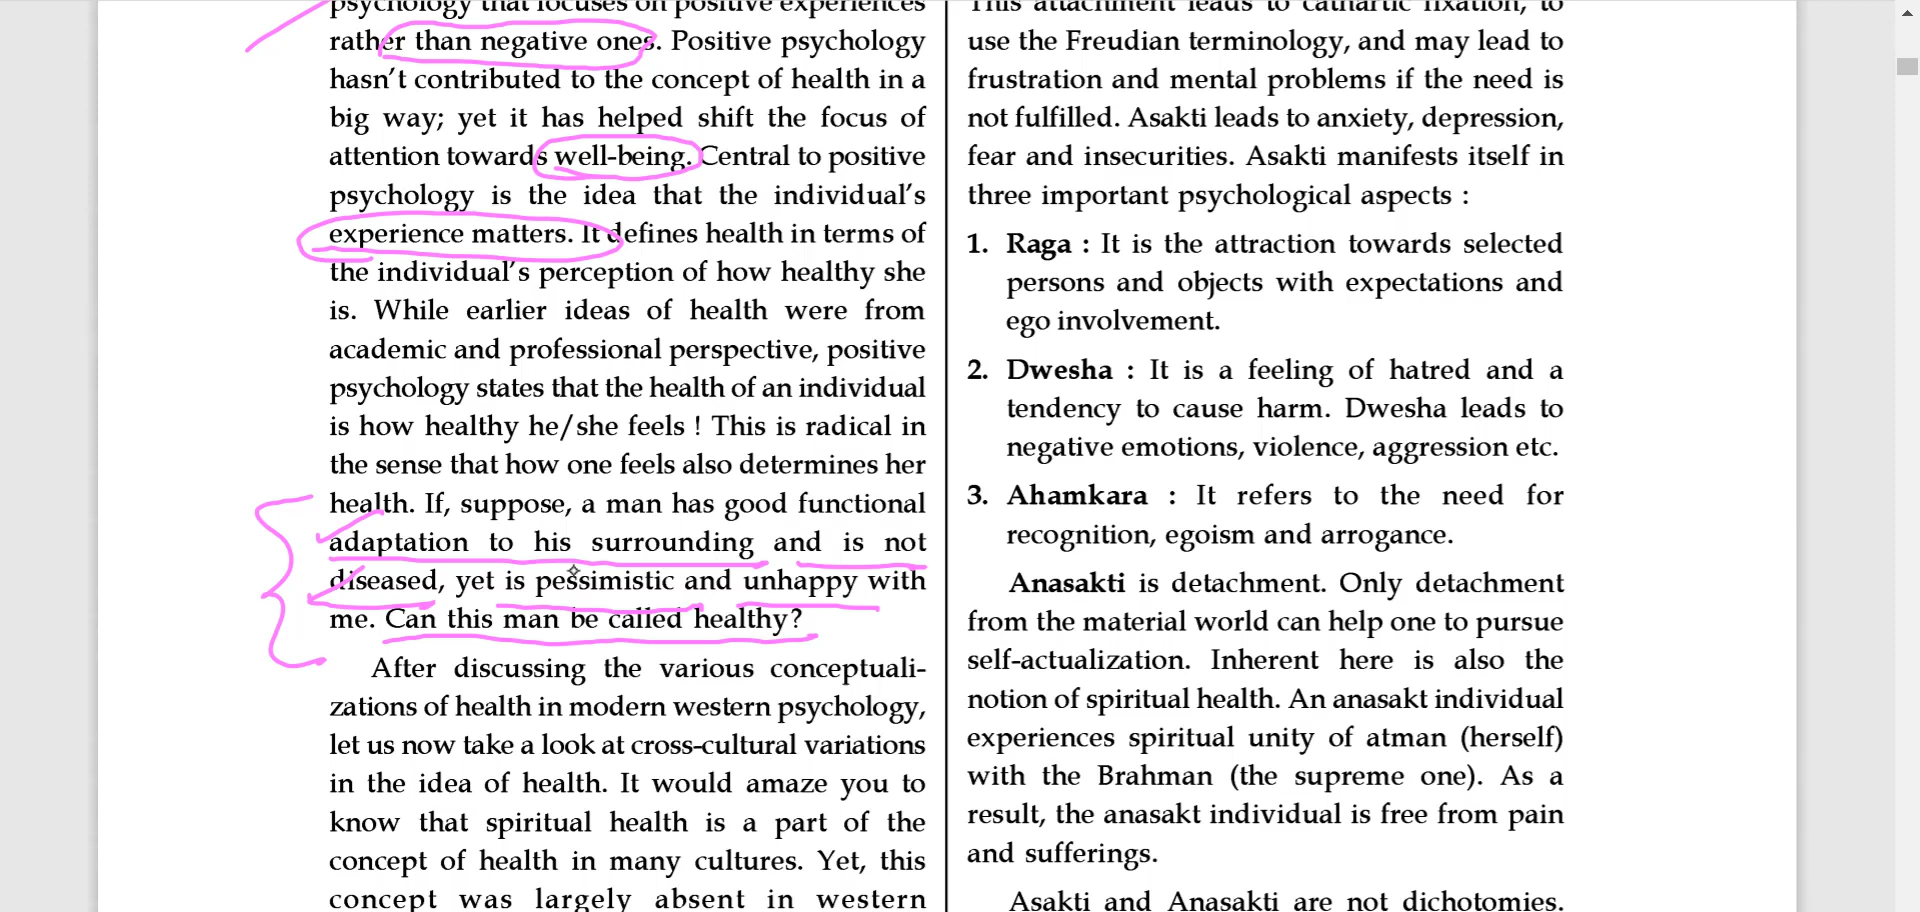 psychology that focuses on positive experiences
rather than negative ones. Positive psychology
hasn't contributed to the concept of health in a
big way; yet it has helped shift the focus of
attention towards well-being. Central to positive
psychology is the idea that the individual's
experience matters. It defines health in terms of
the individual's perception of how healthy she
is. While earlier ideas of health were from
academic and professional perspective, positive
psychology states that the health of an individual
is how healthy he/she feels ! This is radical in
the sense that how one feels also determines her
health. If, suppose, a man has good functional
adaptation to his surrounding and is not
diseased, yet is pessimistic and unhappy with
me. Can this man be called healthy?
After discussing the various conceptuali-
zations of health in modern western psychology,
let us now take a look at cross-cultural variations
in the idea of health. It would amaze you to
know that spiritual health is a part of the
concept of health in many cultures. Yet, this
concept was largely absent in western
This attachment leads to cathartic fixation, to
use the Freudian terminology, and may lead to
frustration and mental problems if the need is
not fulfilled. Asakti leads to anxiety, depression,
fear and insecurities. Asakti manifests itself in
three important psychological aspects :
1. Raga : It is the attraction towards selected
persons and objects with expectations and
ego involvement.
2. Dwesha : It is a feeling of hatred and a
tendency to cause harm. Dwesha leads to
negative emotions, violence, aggression etc.
3. Ahamkara : It refers to the need for
recognition, egoism and arrogance.
Anasakti is detachment. Only detachment
from the material world can help one to pursue
self-actualization. Inherent here is also the
notion of spiritual health. An anasakt individual
experiences spiritual unity of atman (herself)
with the Brahman (the supreme one). As a
result, the anasakt individual is free from pain
and sufferings.
Asakti and Anasakti are not dichotomies.